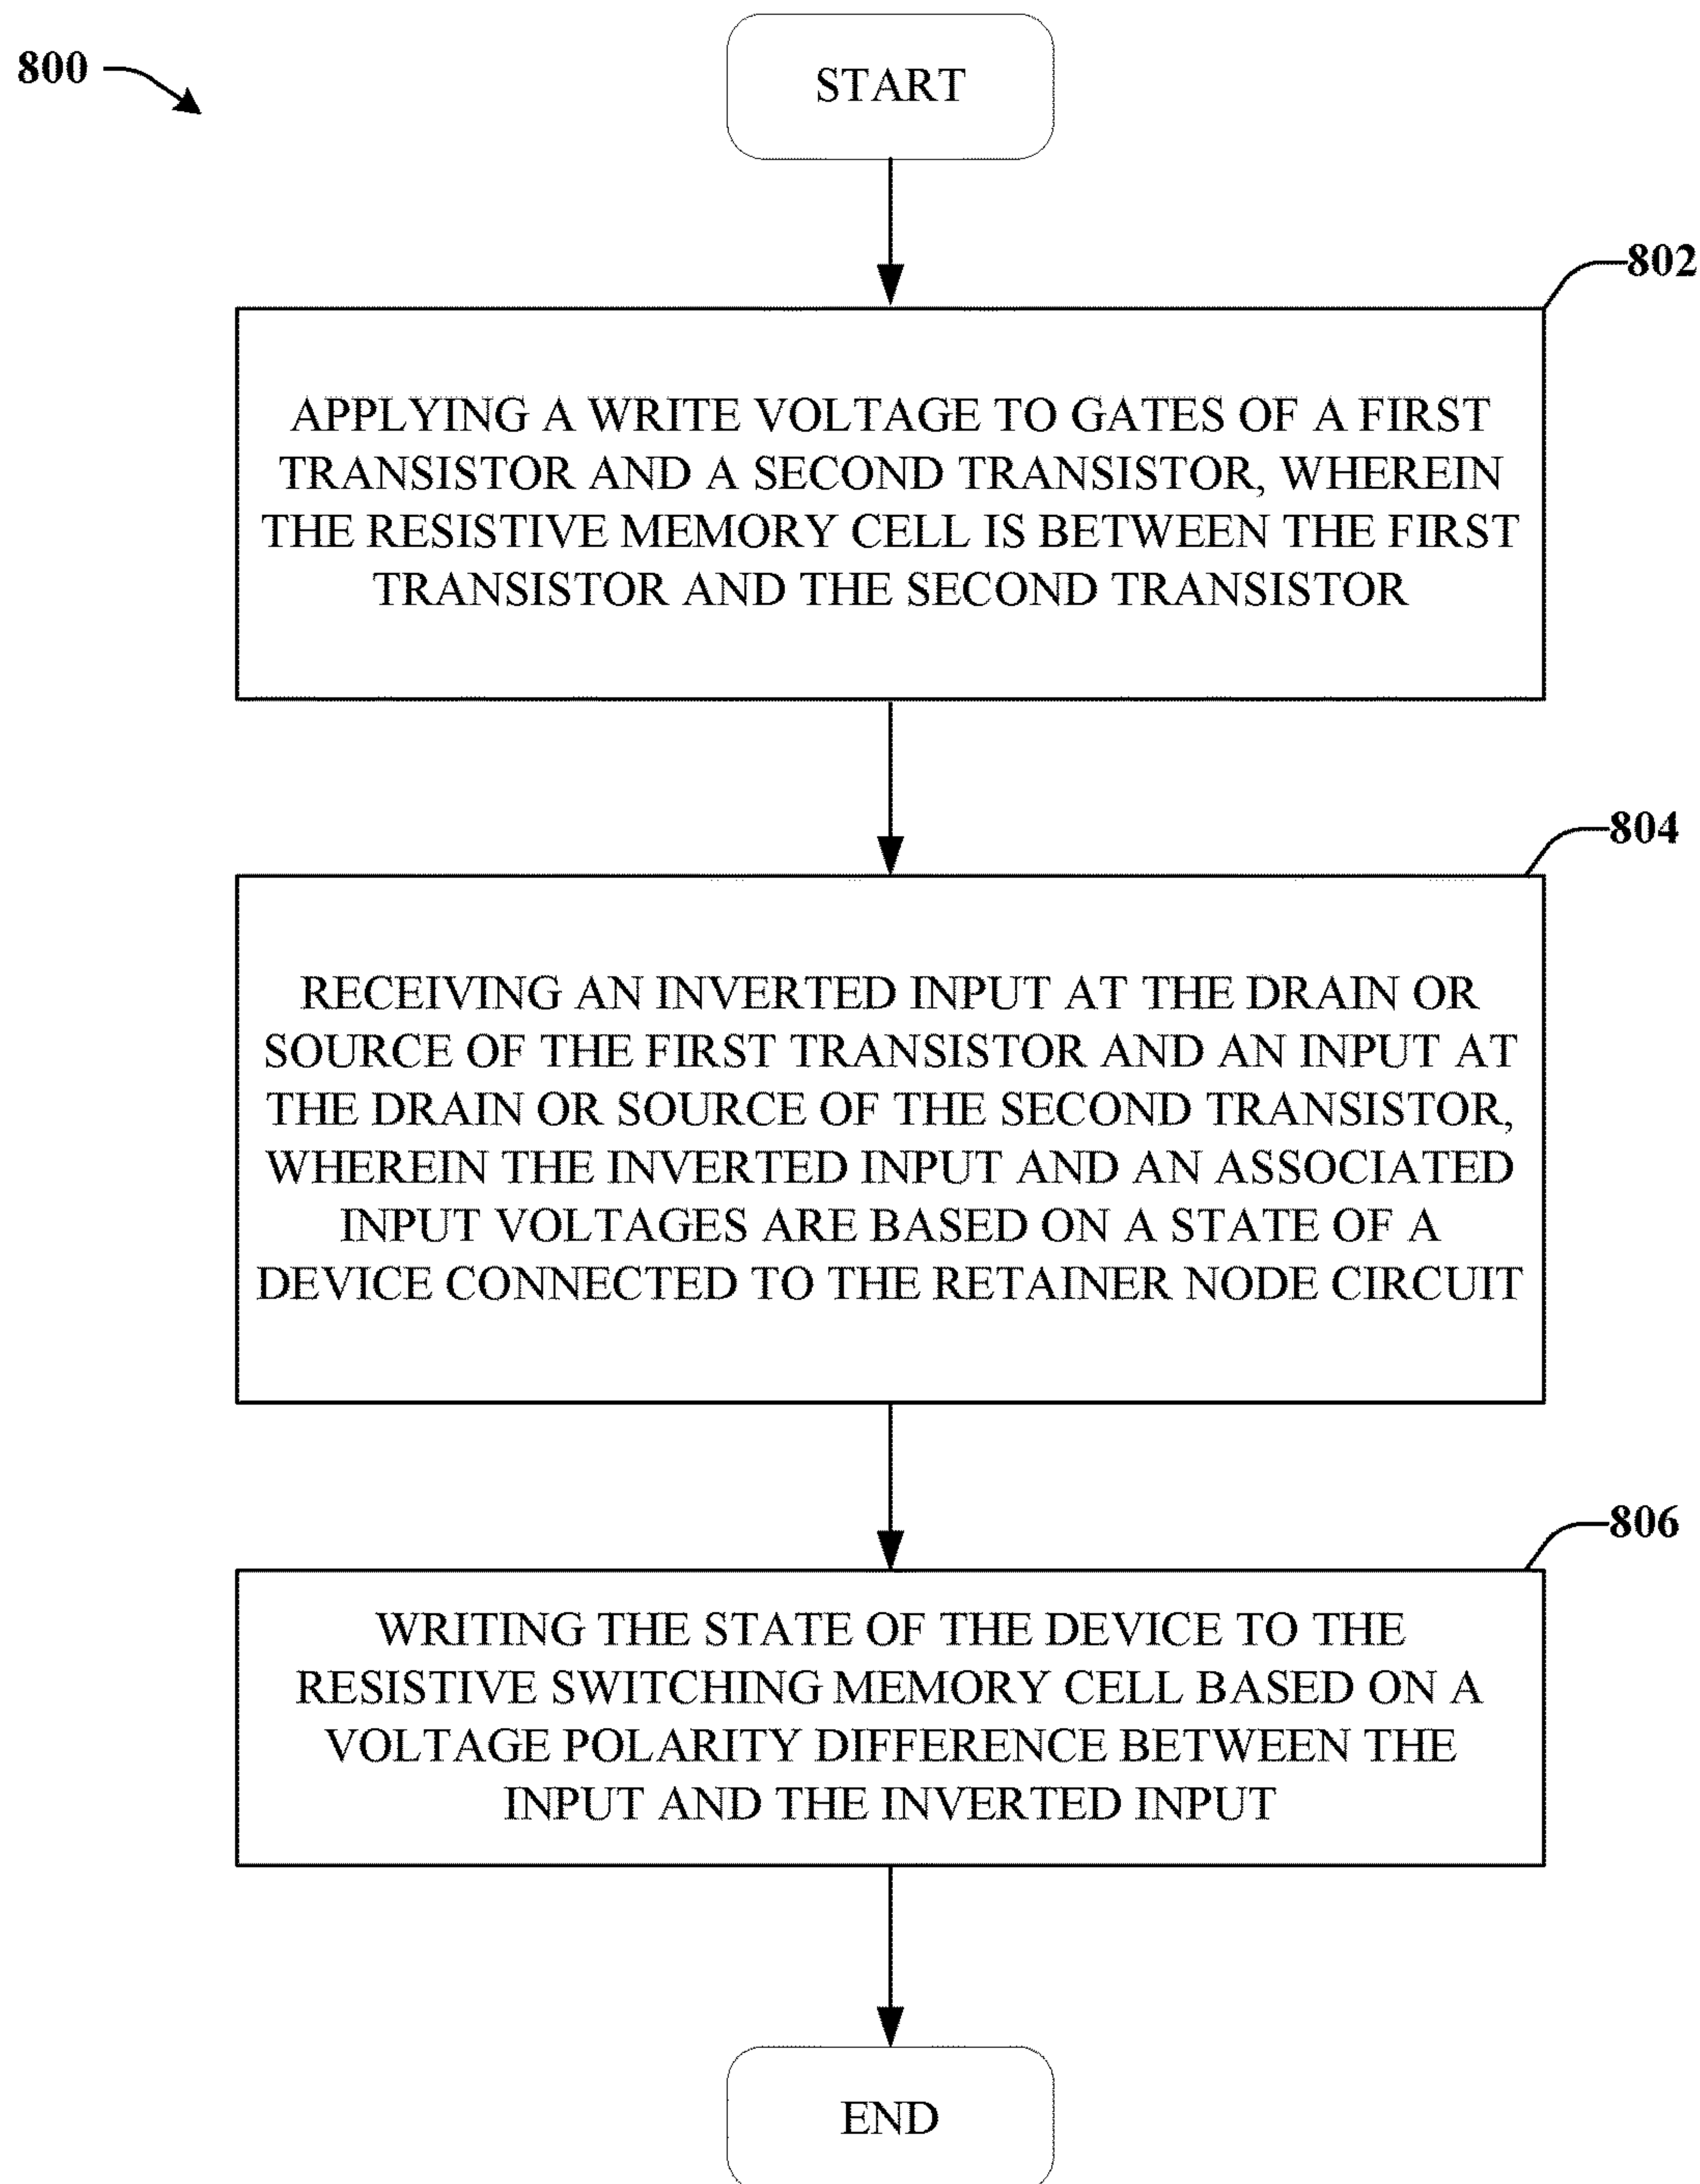 800
START
802
APPLYING A WRITE VOLTAGE TO GATES OF A FIRST
TRANSISTOR AND A SECOND TRANSISTOR, WHEREIN
THE RESISTIVE MEMORY CELL IS BETWEEN THE FIRST
TRANSISTOR AND THE SECOND TRANSISTOR
804
RECEIVING AN INVERTED INPUT AT THE DRAIN OR
SOURCE OF THE FIRST TRANSISTOR AND AN INPUT AT
THE DRAIN OR SOURCE OF THE SECOND TRANSISTOR,
WHEREIN THE INVERTED INPUT AND AN ASSOCIATED
INPUT VOLTAGES ARE BASED ON A STATE OF A
DEVICE CONNECTED TO THE RETAINER NODE CIRCUIT
806
WRITING THE STATE OF THE DEVICE TO THE
RESISTIVE SWITCHING MEMORY CELL BASED ON A
VOLTAGE POLARITY DIFFERENCE BETWEEN THE
INPUT AND THE INVERTED INPUT
END